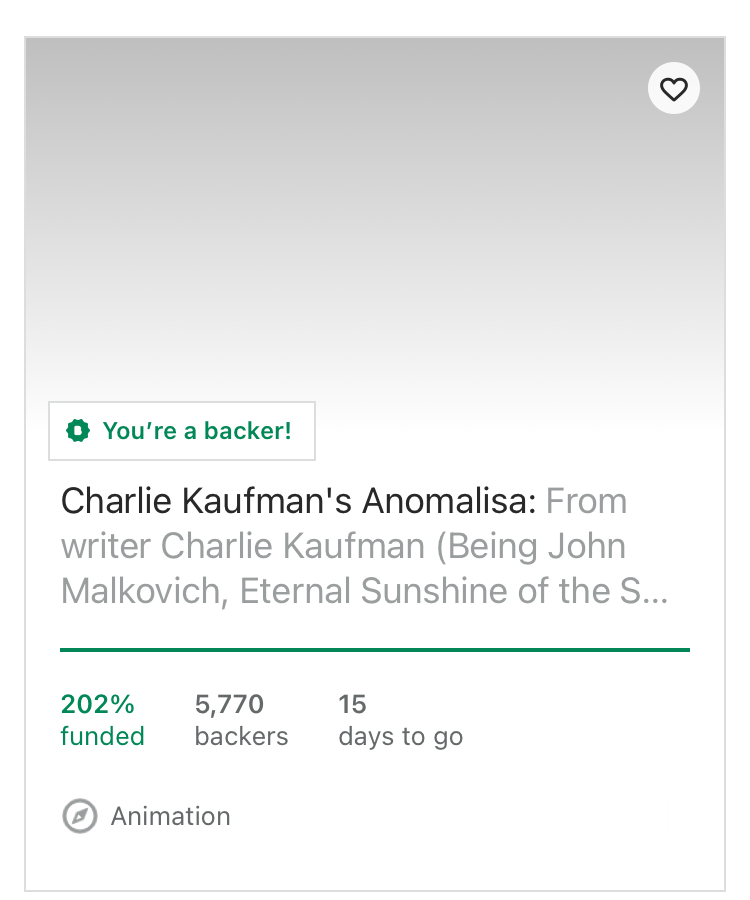 You’re a backer!
Charlie Kaufman's Anomalisa: From
writer Charlie Kaufman (Being John
Malkovich, Eternal Sunshine of the S...
202% 5,770 15
funded backers days to go
Animation